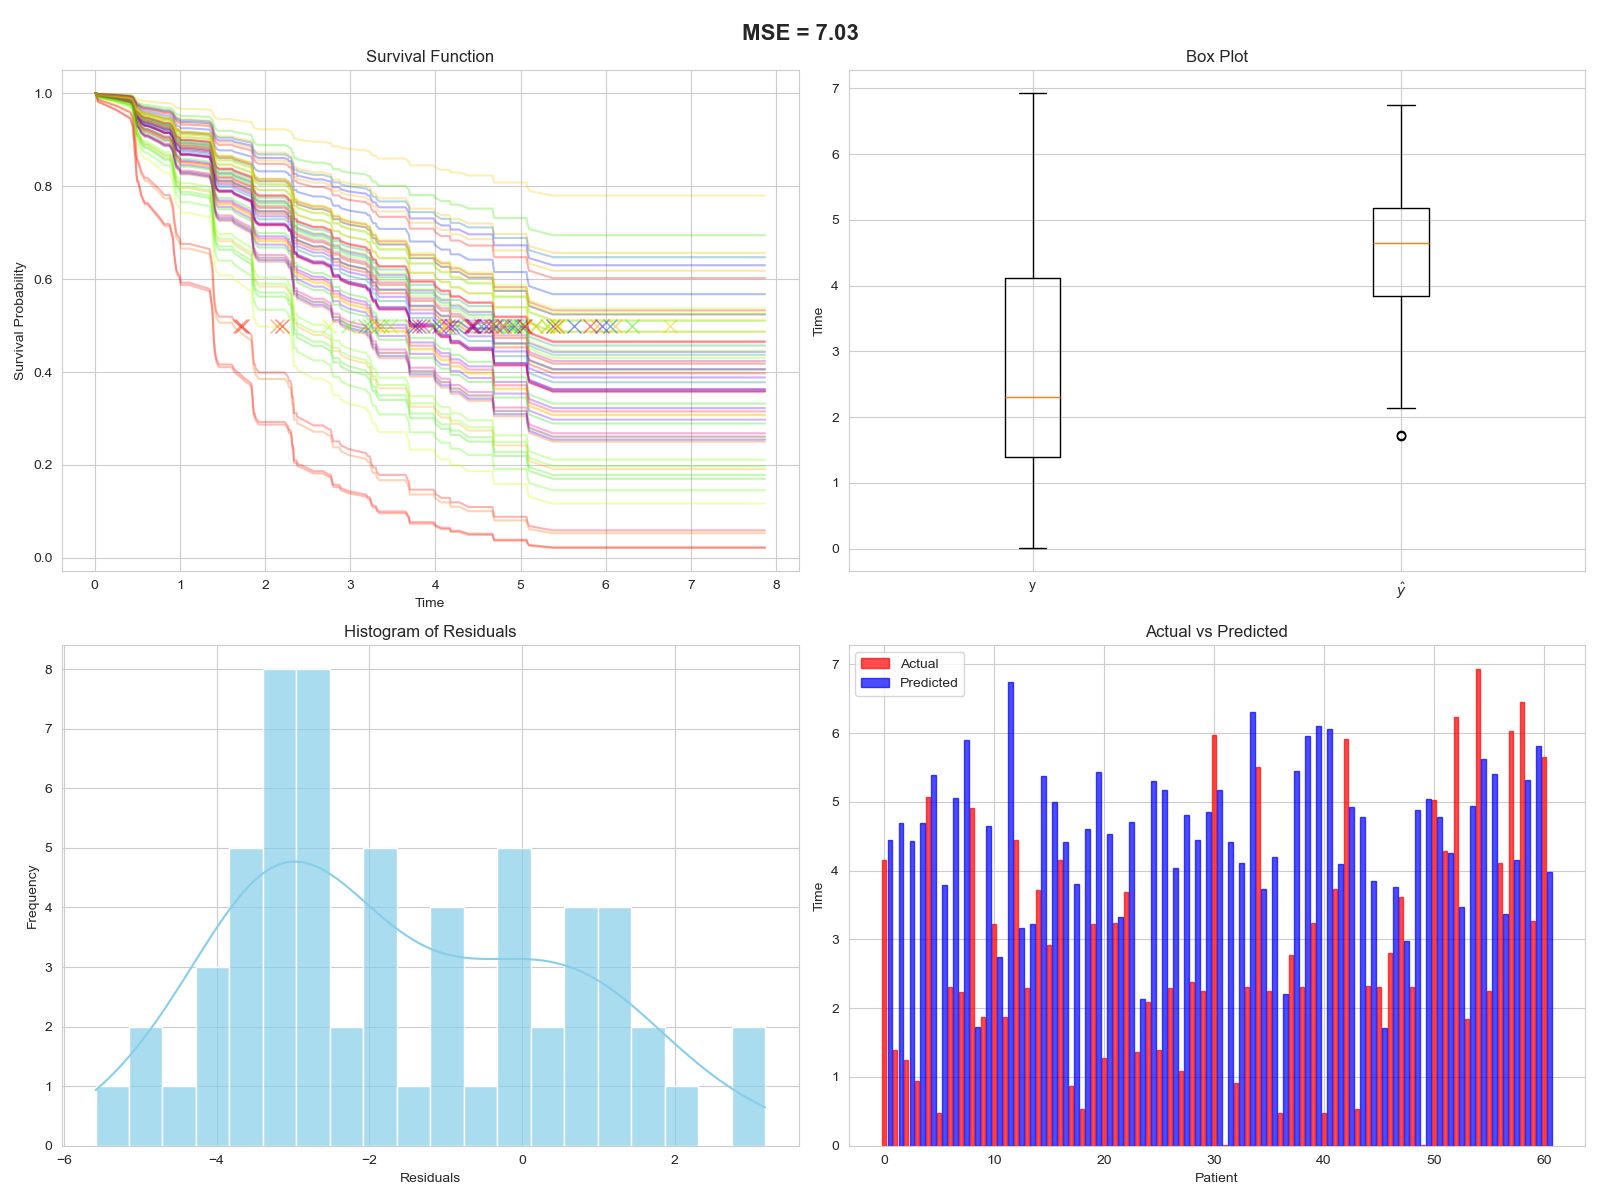 MSE = 7.03
Survival Function
1.0
0.8
0.6
0.4
0.2
0.0
Survival Probability
0 1 2 3 4 5 6 7 8
Time
Box Plot
7
6
5
4
3
2
1
0
Time
y ŷ
Histogram of Residuals
8
7
6
5
4
3
2
1
0
Frequency
−6 −4 −2 0 2
Residuals
Actual vs Predicted
Actual
Predicted
7
6
5
4
3
2
1
0
Time
0 10 20 30 40 50 60
Patient